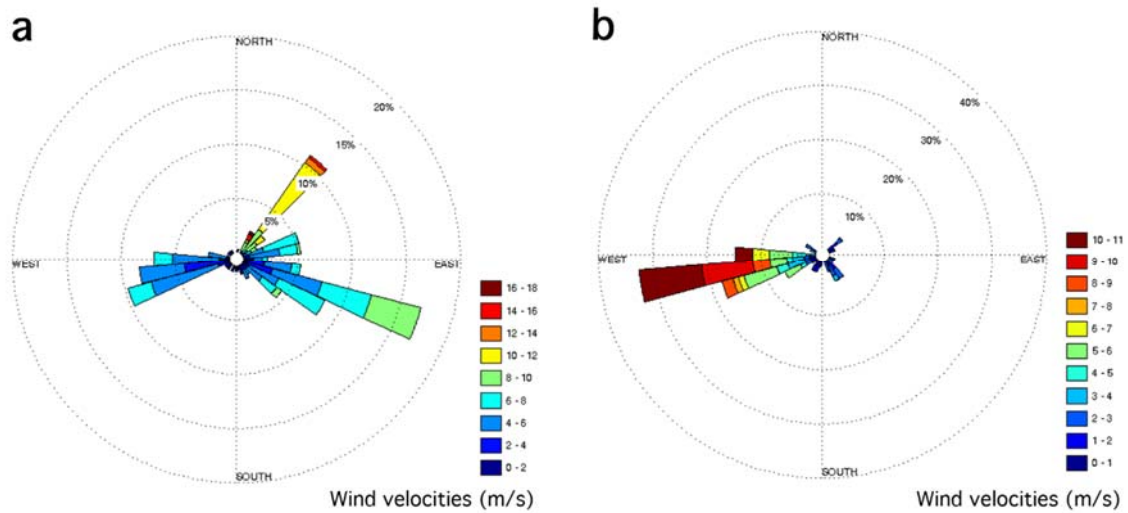 a
NORTH
20%
15%
10%
5%
WEST
EAST
SOUTH
16 - 18
14 - 16
12 - 14
10 - 12
8 - 10
6 - 8
4 - 6
2 - 4
0 - 2
Wind velocities (m/s)
b
NORTH
40%
30%
20%
10%
WEST
EAST
SOUTH
10 - 11
9 - 10
8 - 9
7 - 8
6 - 7
5 - 6
4 - 5
3 - 4
2 - 3
1 - 2
0 - 1
Wind velocities (m/s)